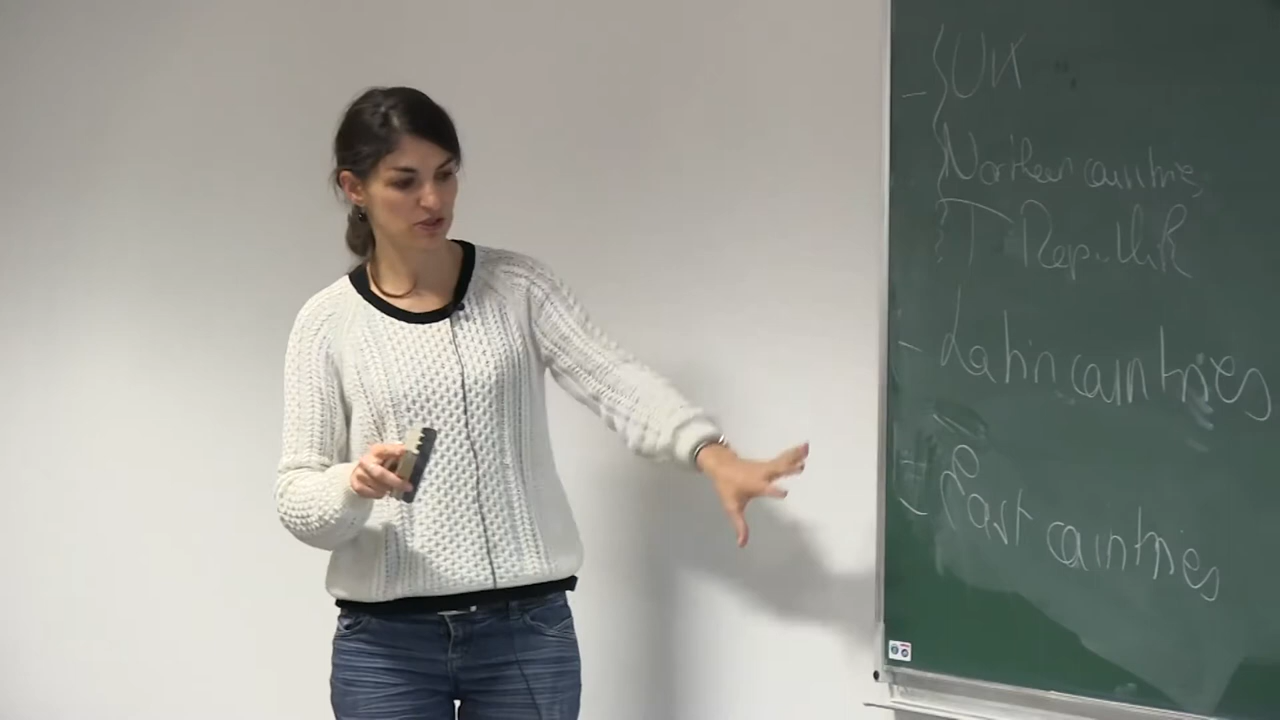 - UK
Northern countries
T Republik
- Latin countries
- East countries